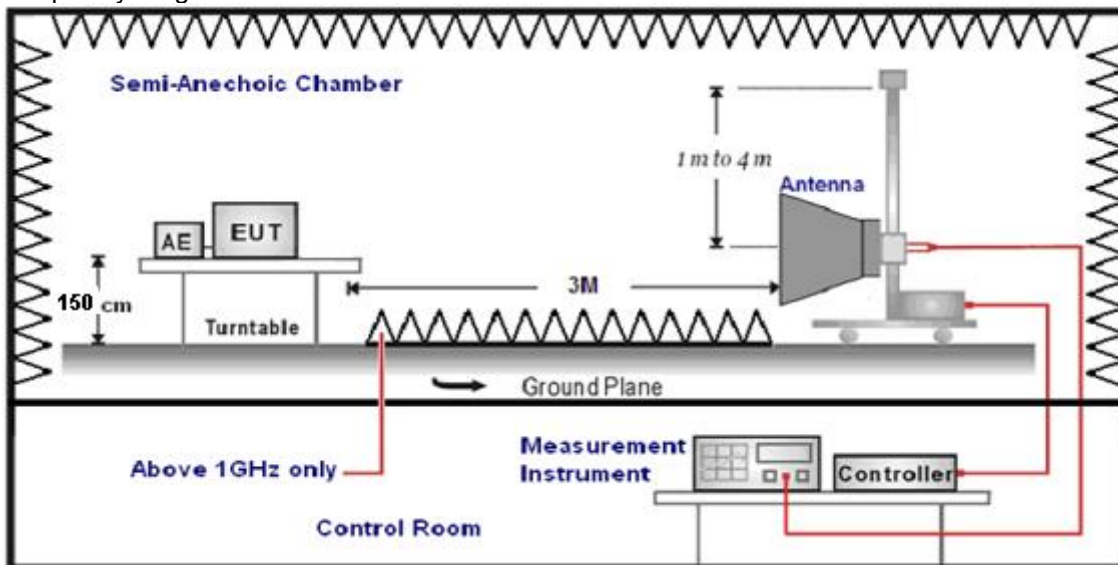 Semi-Anechoic Chamber
1 m to 4 m
Antenna
AE
EUT
150 cm
3M
Turntable
Ground Plane
Above 1GHz only
Measurement
Instrument
Controller
Control Room